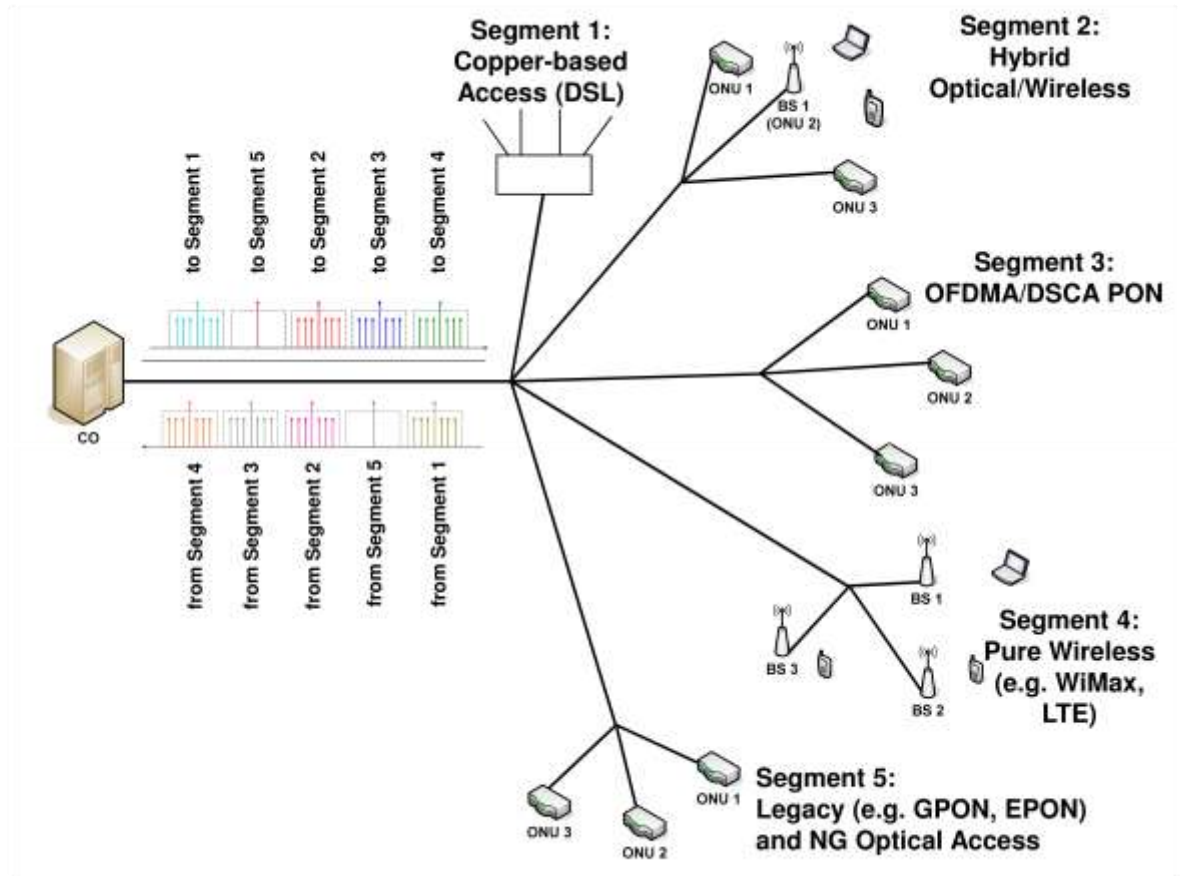 Segment 1:
Copper-based
Access (DSL)
Segment 2:
Hybrid
Optical/Wireless
ONU 1
BS 1
(ONU 2)
ONU 3
to Segment 1
to Segment 5
to Segment 2
to Segment 3
to Segment 4
CO
from Segment 4
from Segment 3
from Segment 2
from Segment 5
from Segment 1
Segment 3:
OFDMA/DSCA PON
ONU 1
ONU 2
ONU 3
BS 1
BS 3
BS 2
Segment 4:
Pure Wireless
(e.g. WiMax,
LTE)
ONU 1
ONU 3
ONU 2
Segment 5:
Legacy (e.g. GPON, EPON)
and NG Optical Access